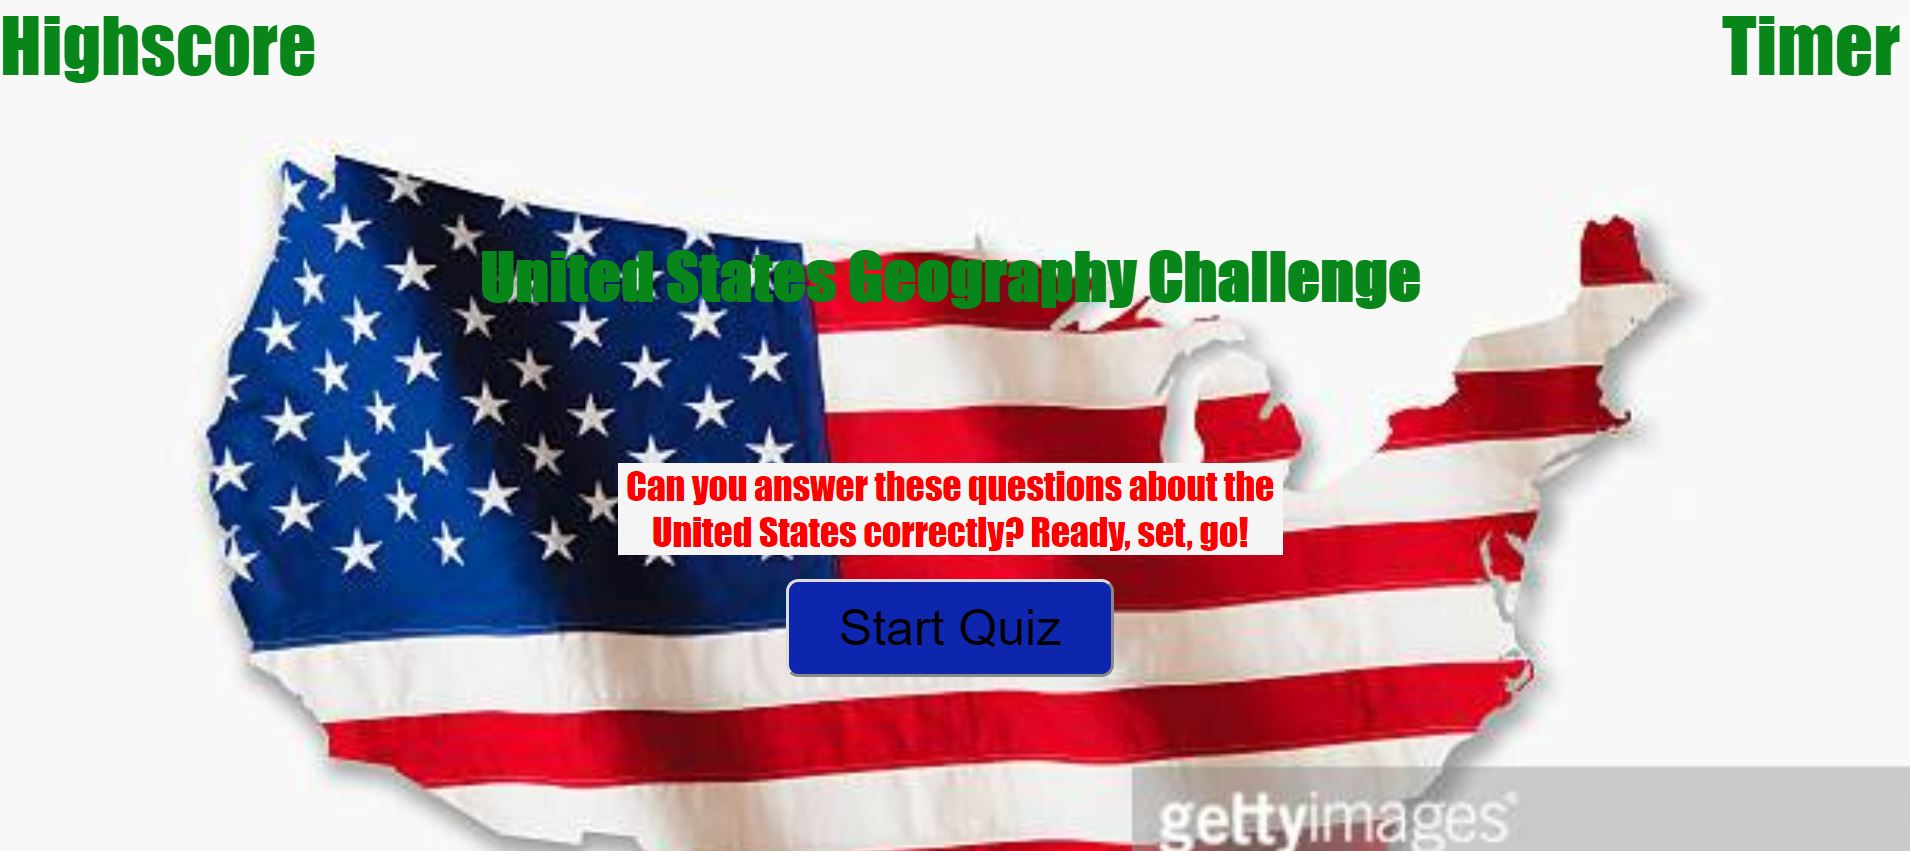 Highscore
Timer
United States Geography Challenge
Can you answer these questions about the
United States correctly? Ready, set, go!
Start Quiz
gettyimages®